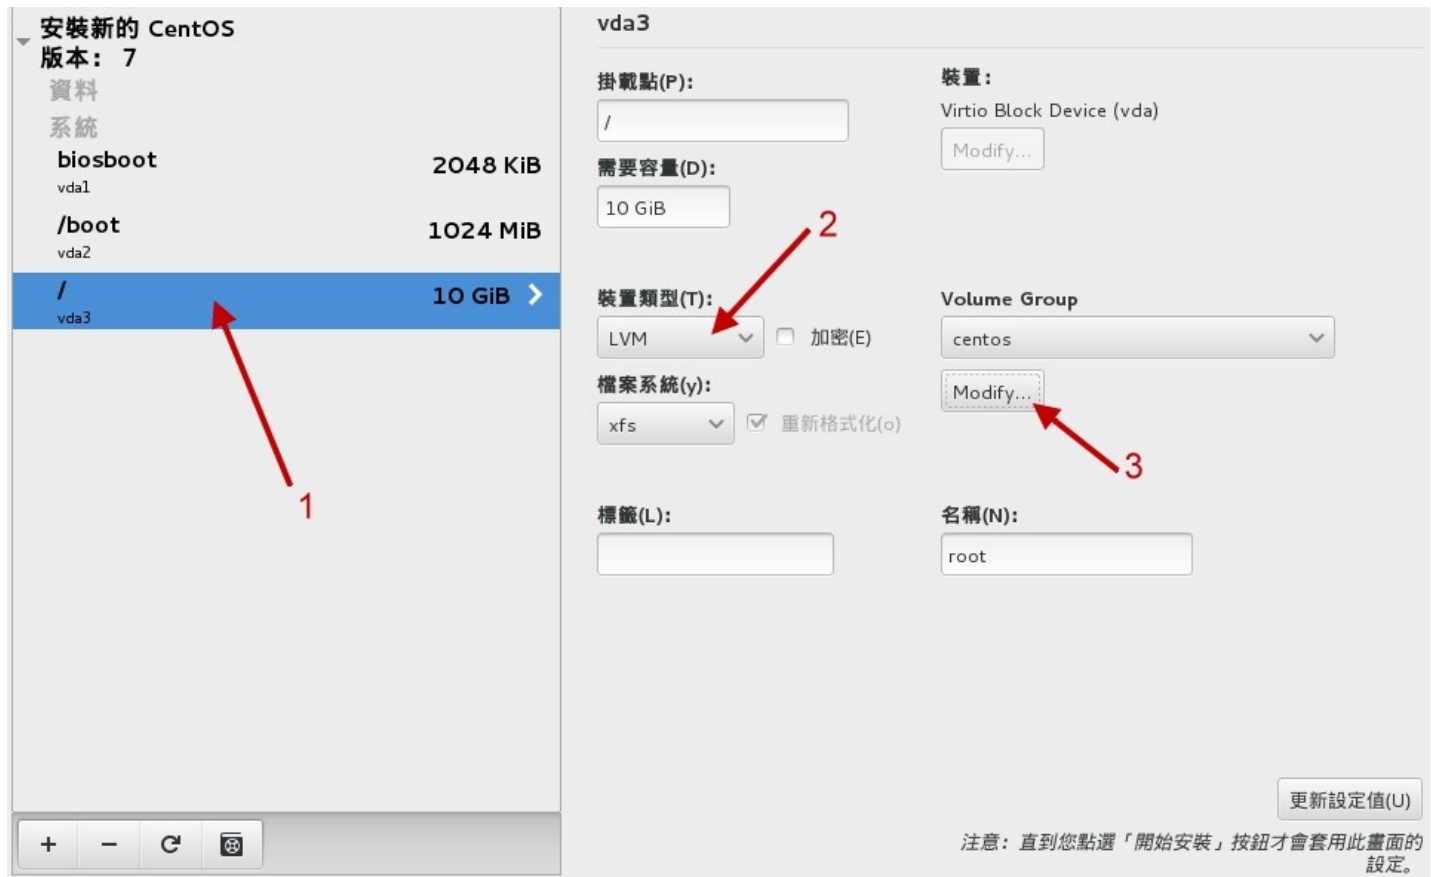 安裝新的 CentOS
版本： 7
資料
系統
biosboot
2048 KiB
vda1
/boot
1024 MiB
vda2
/
10 GiB
vda3
1
vda3
掛載點(P)：
/
裝置：
Virtio Block Device (vda)
Modify...
需要容量(D)：
10 GiB
2
裝置類型(T)：
LVM
加密(E)
Volume Group
centos
Modify...
檔案系統(y)：
xfs
重新格式化(o)
3
標籤(L)：
名稱(N)：
root
更新設定值(U)
注意：直到您點選「開始安裝」按鈕才會套用此畫面的
設定。